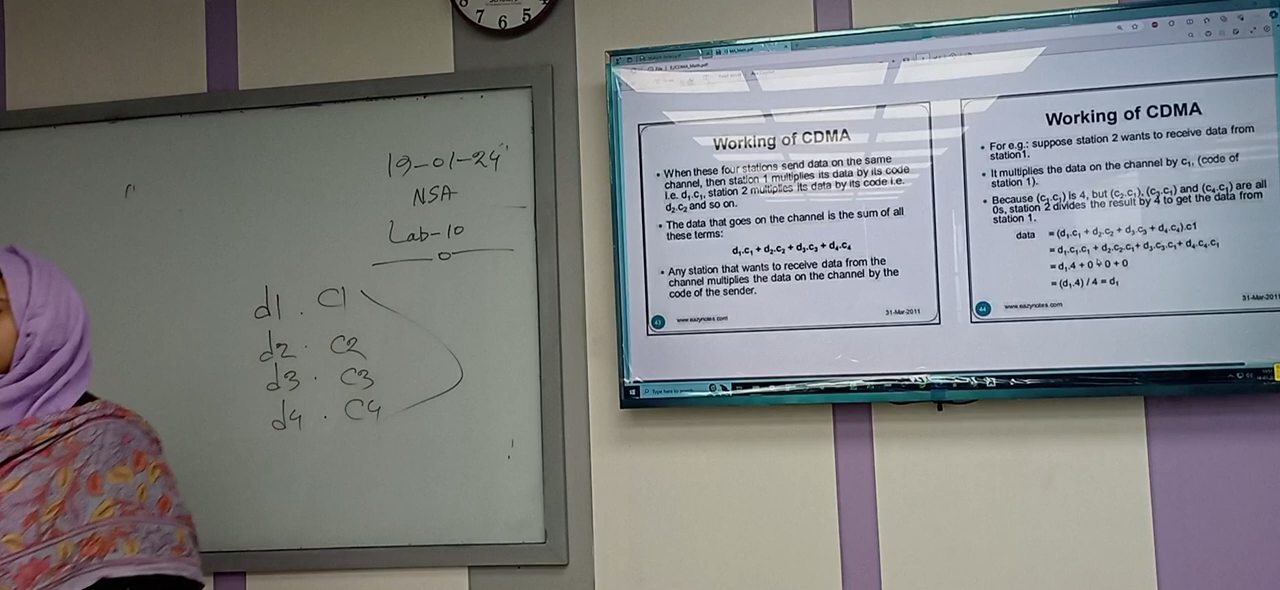 7 6 5
19-01-24
NSA
Lab-10
d1 . C1
d2 . C2
d3 . C3
d4 . C4
Working of CDMA
• When these four stations send data on the same
channel, then station 1 multiplies its data by its code
i.e. d₁.c₁, station 2 multiplies its data by its code i.e.
d₂.c₂ and so on.
• The data that goes on the channel is the sum of all
these terms:
d₁.c₁ + d₂.c₂ + d₃.c₃ + d₄.c₄
• Any station that wants to receive data from the
channel multiplies the data on the channel by the
code of the sender.
43 www.eazynotes.com 31-Mar-2011
Working of CDMA
• For e.g.: suppose station 2 wants to receive data from
station1.
• It multiplies the data on the channel by c₁, (code of
station 1).
• Because (c₁.c₁) is 4, but (c₂.c₁), (c₃.c₁) and (c₄.c₁) are all
0s, station 2 divides the result by 4 to get the data from
station 1.
data = (d₁.c₁ + d₂.c₂ + d₃.c₃ + d₄.c₄).c1
= d₁.c₁.c₁ + d₂.c₂.c₁+ d₃.c₃.c₁+ d₄.c₄.c₁
= d₁.4 + 0 + 0 + 0
= (d₁.4) / 4 = d₁
44 www.eazynotes.com 31-Mar-2011
Type here to search